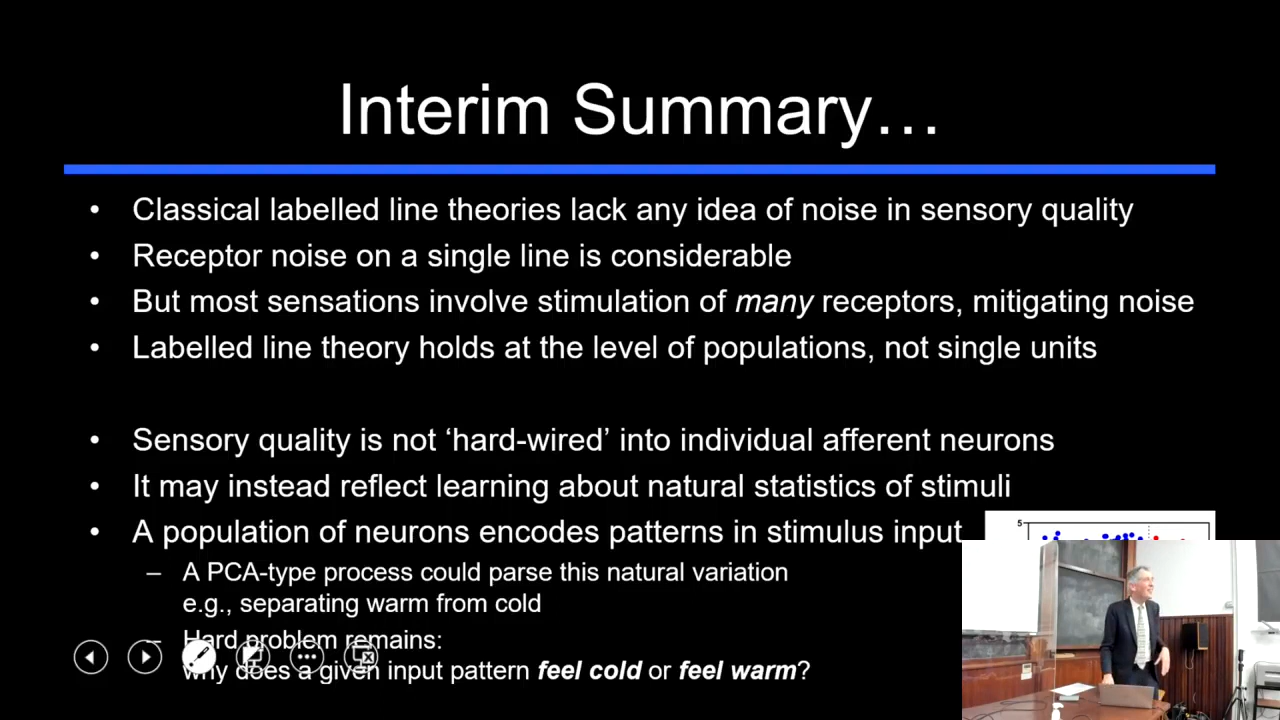 Interim Summary…
• Classical labelled line theories lack any idea of noise in sensory quality
• Receptor noise on a single line is considerable
• But most sensations involve stimulation of many receptors, mitigating noise
• Labelled line theory holds at the level of populations, not single units
• Sensory quality is not ‘hard-wired’ into individual afferent neurons
• It may instead reflect learning about natural statistics of stimuli
• A population of neurons encodes patterns in stimulus input
5
– A PCA-type process could parse this natural variation
e.g., separating warm from cold
– Hard problem remains:
why does a given input pattern feel cold or feel warm?